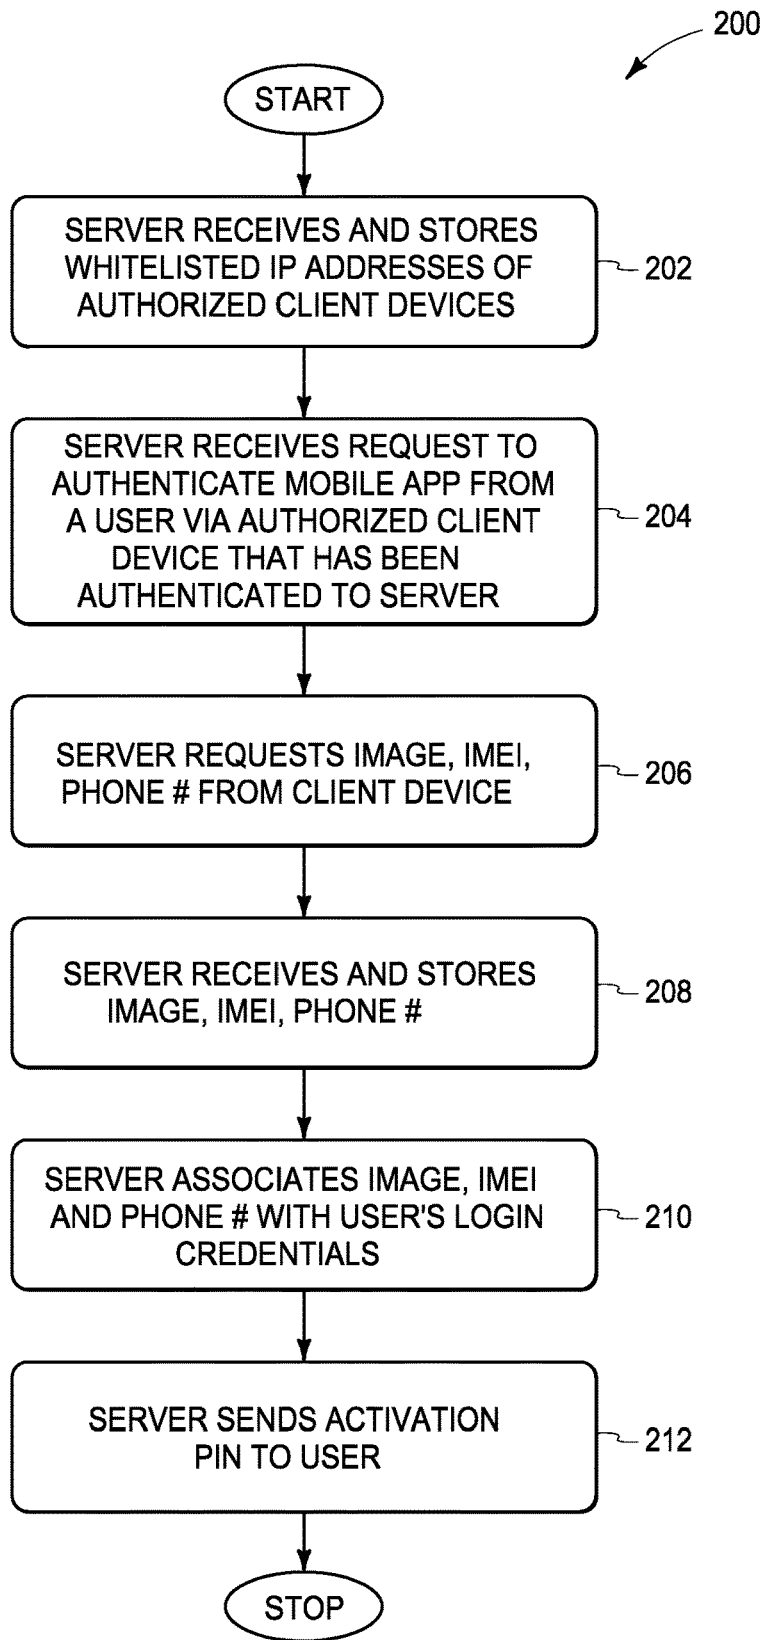 200
START
SERVER RECEIVES AND STORES
WHITELISTED IP ADDRESSES OF
AUTHORIZED CLIENT DEVICES
202
SERVER RECEIVES REQUEST TO
AUTHENTICATE MOBILE APP FROM
A USER VIA AUTHORIZED CLIENT
DEVICE THAT HAS BEEN
AUTHENTICATED TO SERVER
204
SERVER REQUESTS IMAGE, IMEI,
PHONE # FROM CLIENT DEVICE
206
SERVER RECEIVES AND STORES
IMAGE, IMEI, PHONE #
208
SERVER ASSOCIATES IMAGE, IMEI
AND PHONE # WITH USER'S LOGIN
CREDENTIALS
210
SERVER SENDS ACTIVATION
PIN TO USER
212
STOP